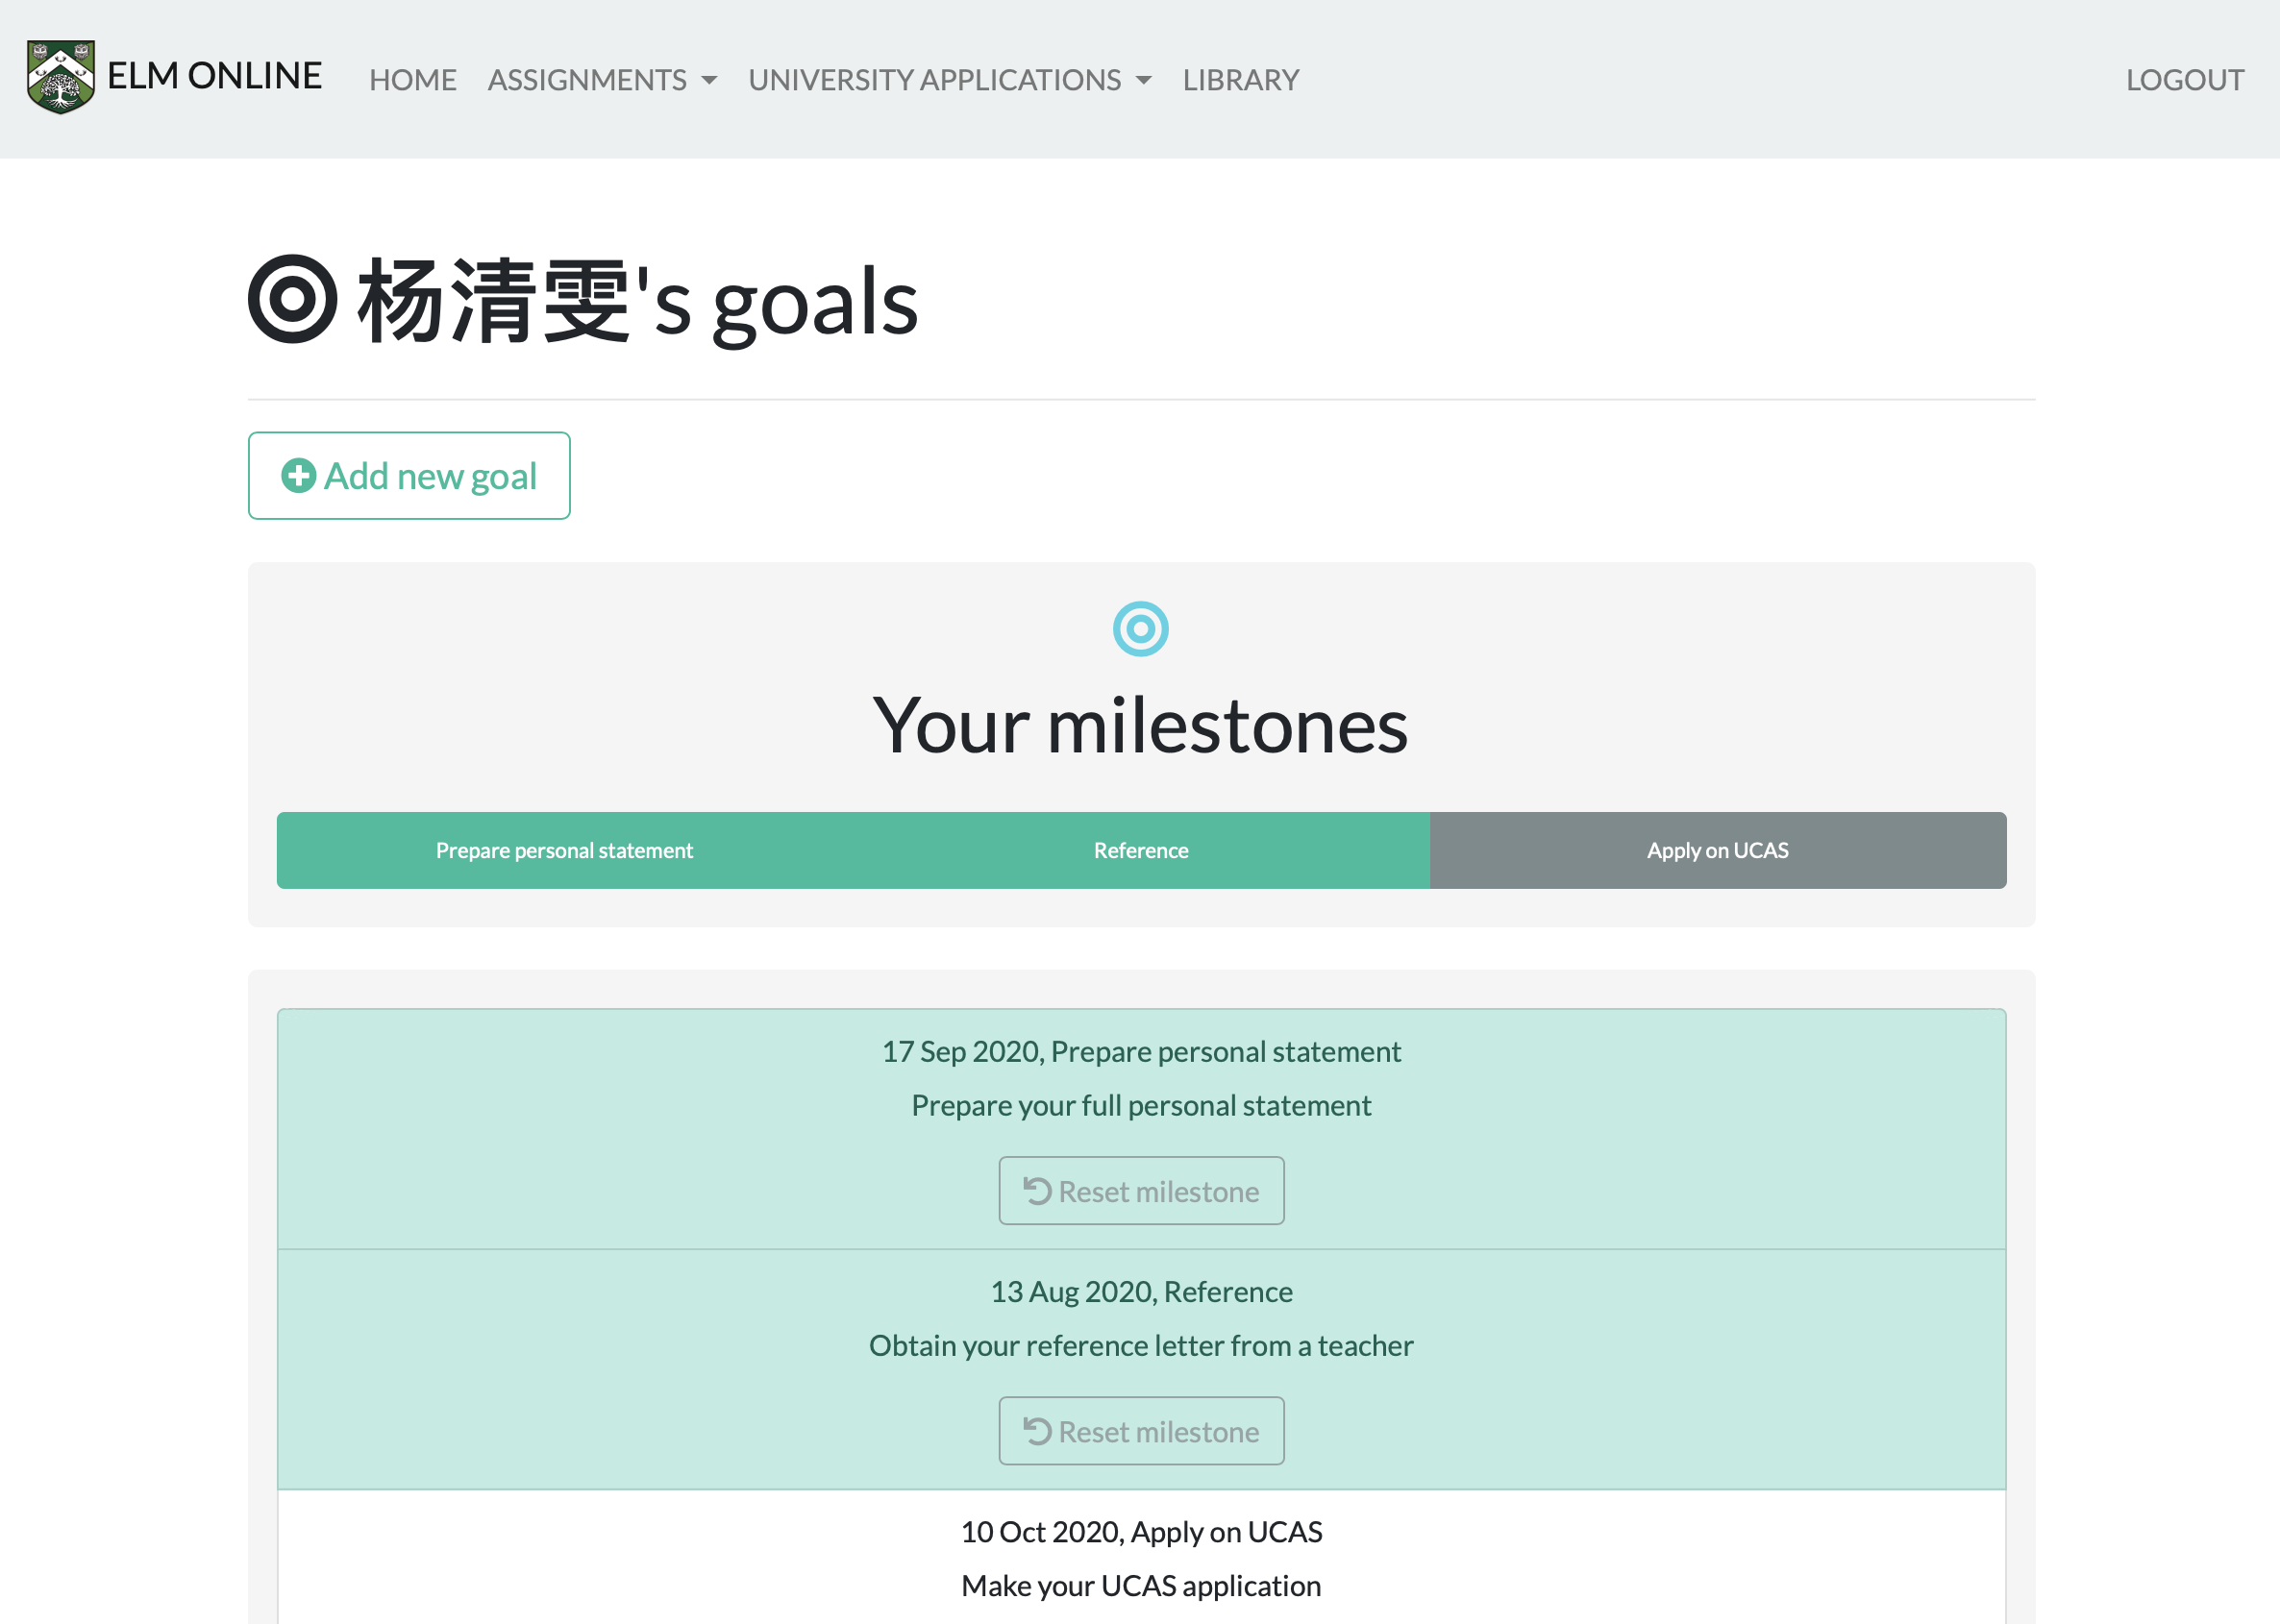 ELM ONLINE HOME ASSIGNMENTS UNIVERSITY APPLICATIONS LIBRARY LOGOUT
杨清雯's goals
Add new goal
Your milestones
Prepare personal statement Reference Apply on UCAS
17 Sep 2020, Prepare personal statement
Prepare your full personal statement
Reset milestone
13 Aug 2020, Reference
Obtain your reference letter from a teacher
Reset milestone
10 Oct 2020, Apply on UCAS
Make your UCAS application